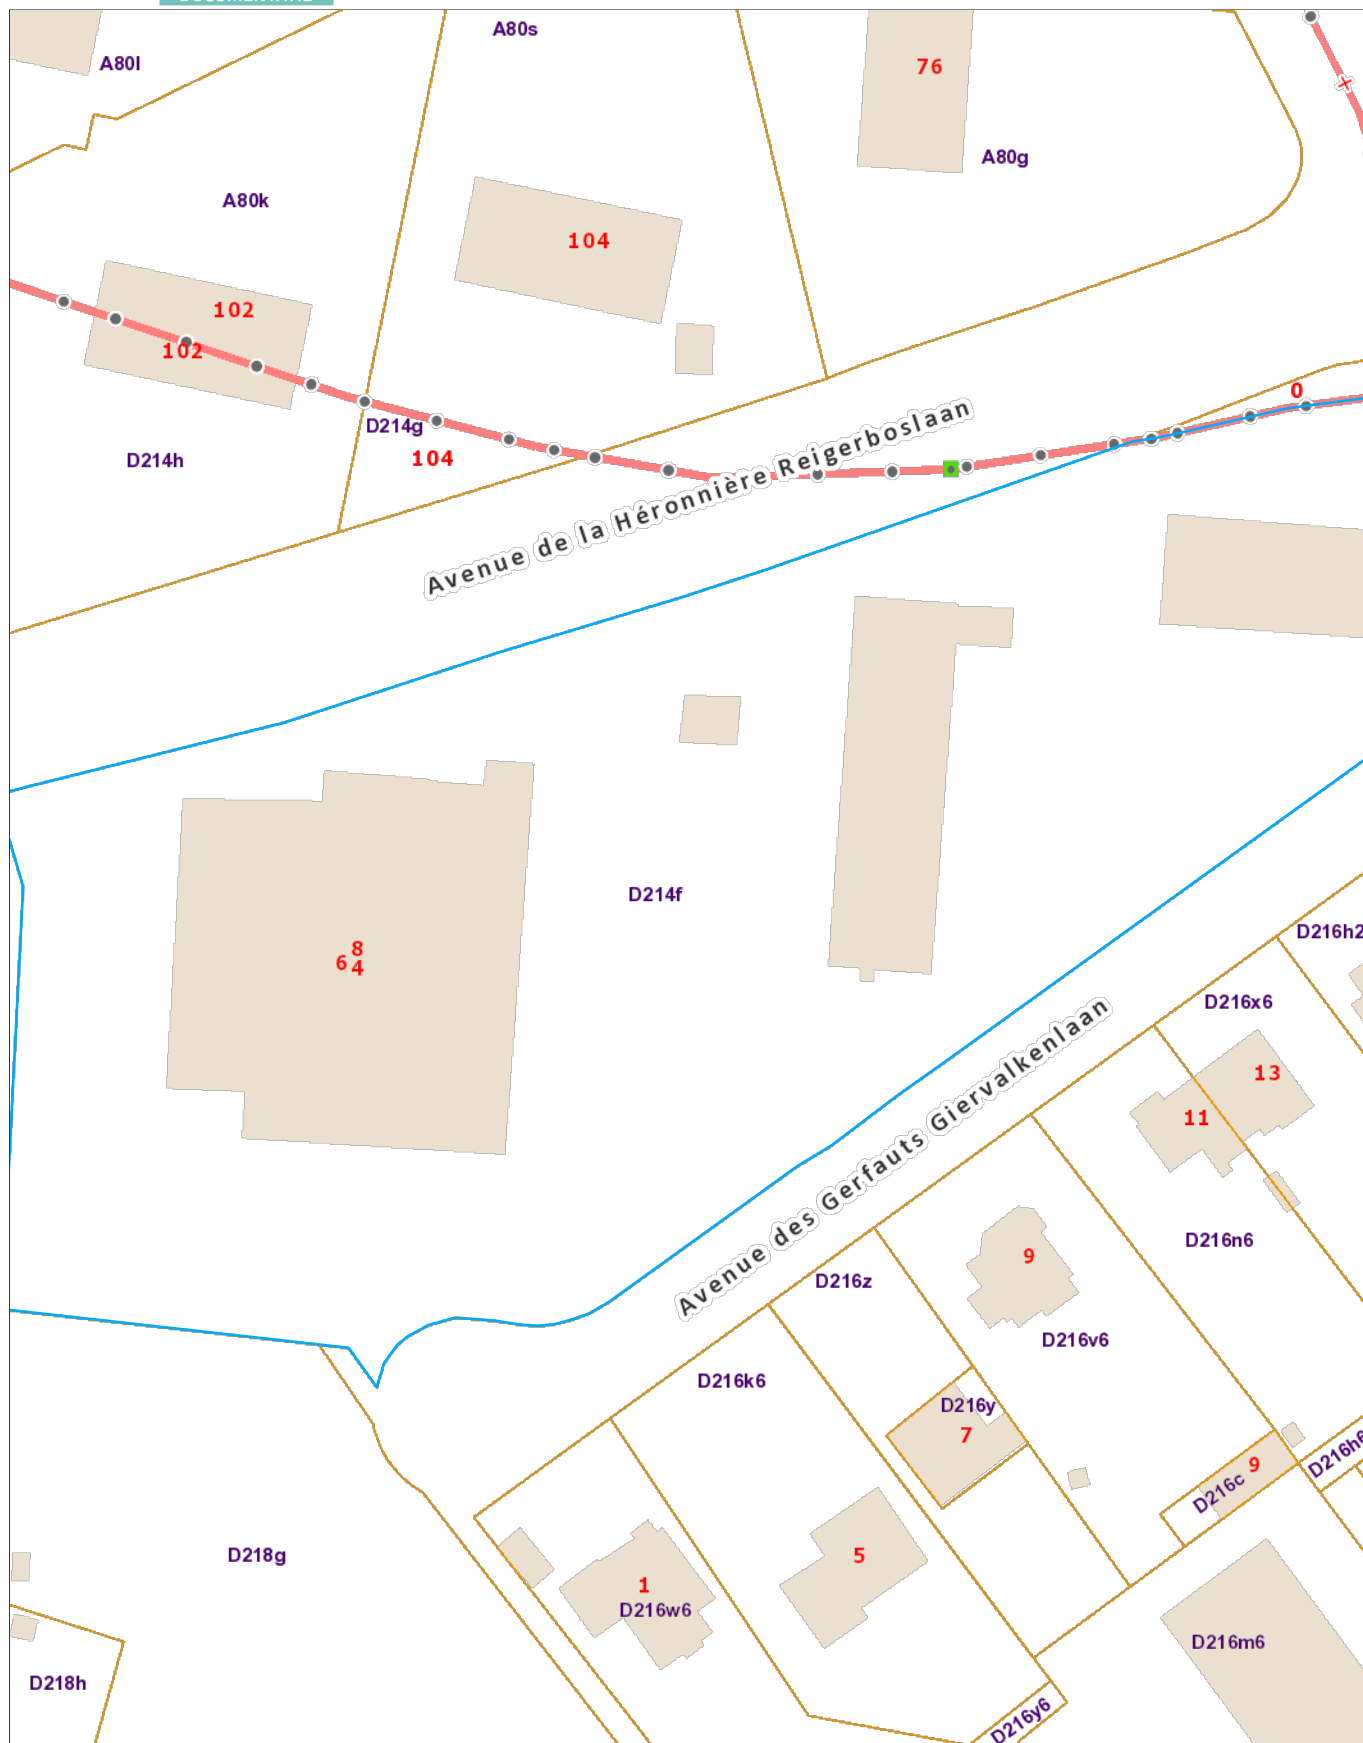 A80s
A80l
76
A80g
A80k
104
102
102
0
D214g
104
D214h
Avenue de la Héronnière Reigerboslaan
D214f
8
6
4
D216h2
D216x6
Avenue des Gerfauts Giervalkenlaan
13
11
D216n6
9
D216z
D216v6
D216k6
D216y
7
9
D216c
D216h6
D218g
5
1
D216w6
D216m6
D218h
D216y6